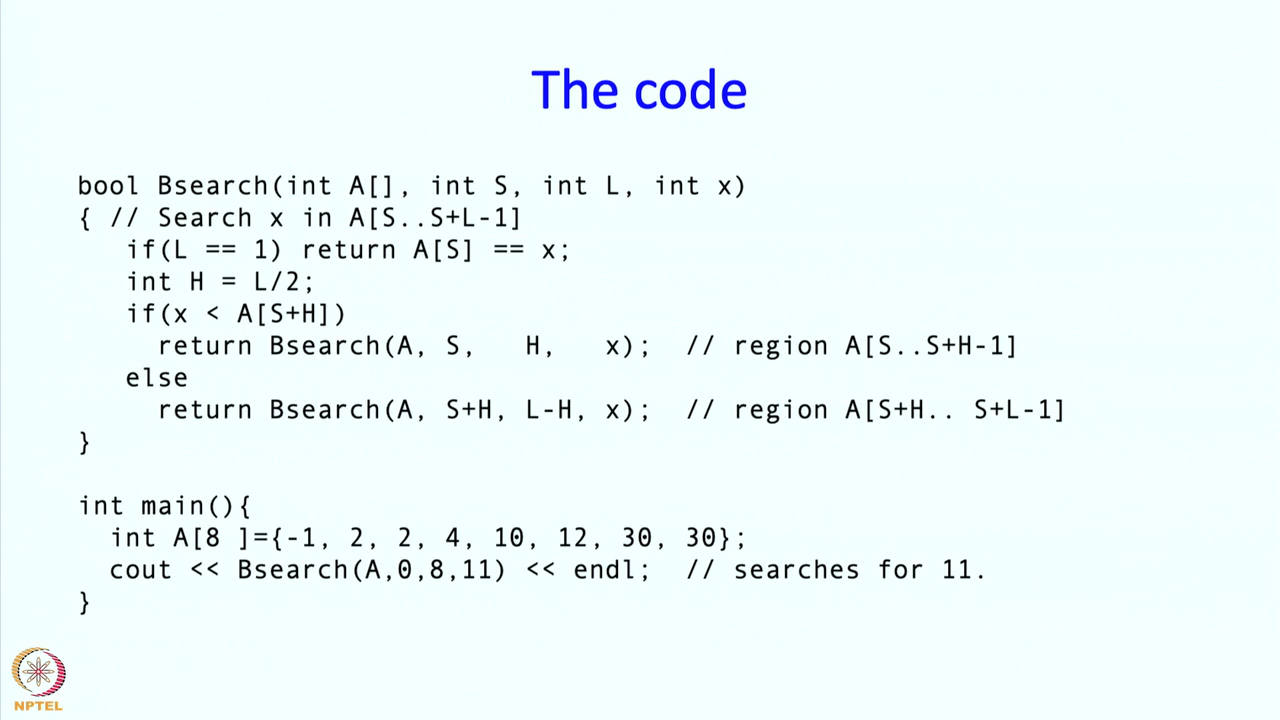 The code
bool Bsearch(int A[], int S, int L, int x)
{ // Search x in A[S..S+L-1]
   if(L == 1) return A[S] == x;
   int H = L/2;
   if(x < A[S+H])
     return Bsearch(A, S,   H,   x);  // region A[S..S+H-1]
   else
     return Bsearch(A, S+H, L-H, x);  // region A[S+H.. S+L-1]
}
int main(){
  int A[8 ]={-1, 2, 2, 4, 10, 12, 30, 30};
  cout << Bsearch(A,0,8,11) << endl;  // searches for 11.
}
NPTEL